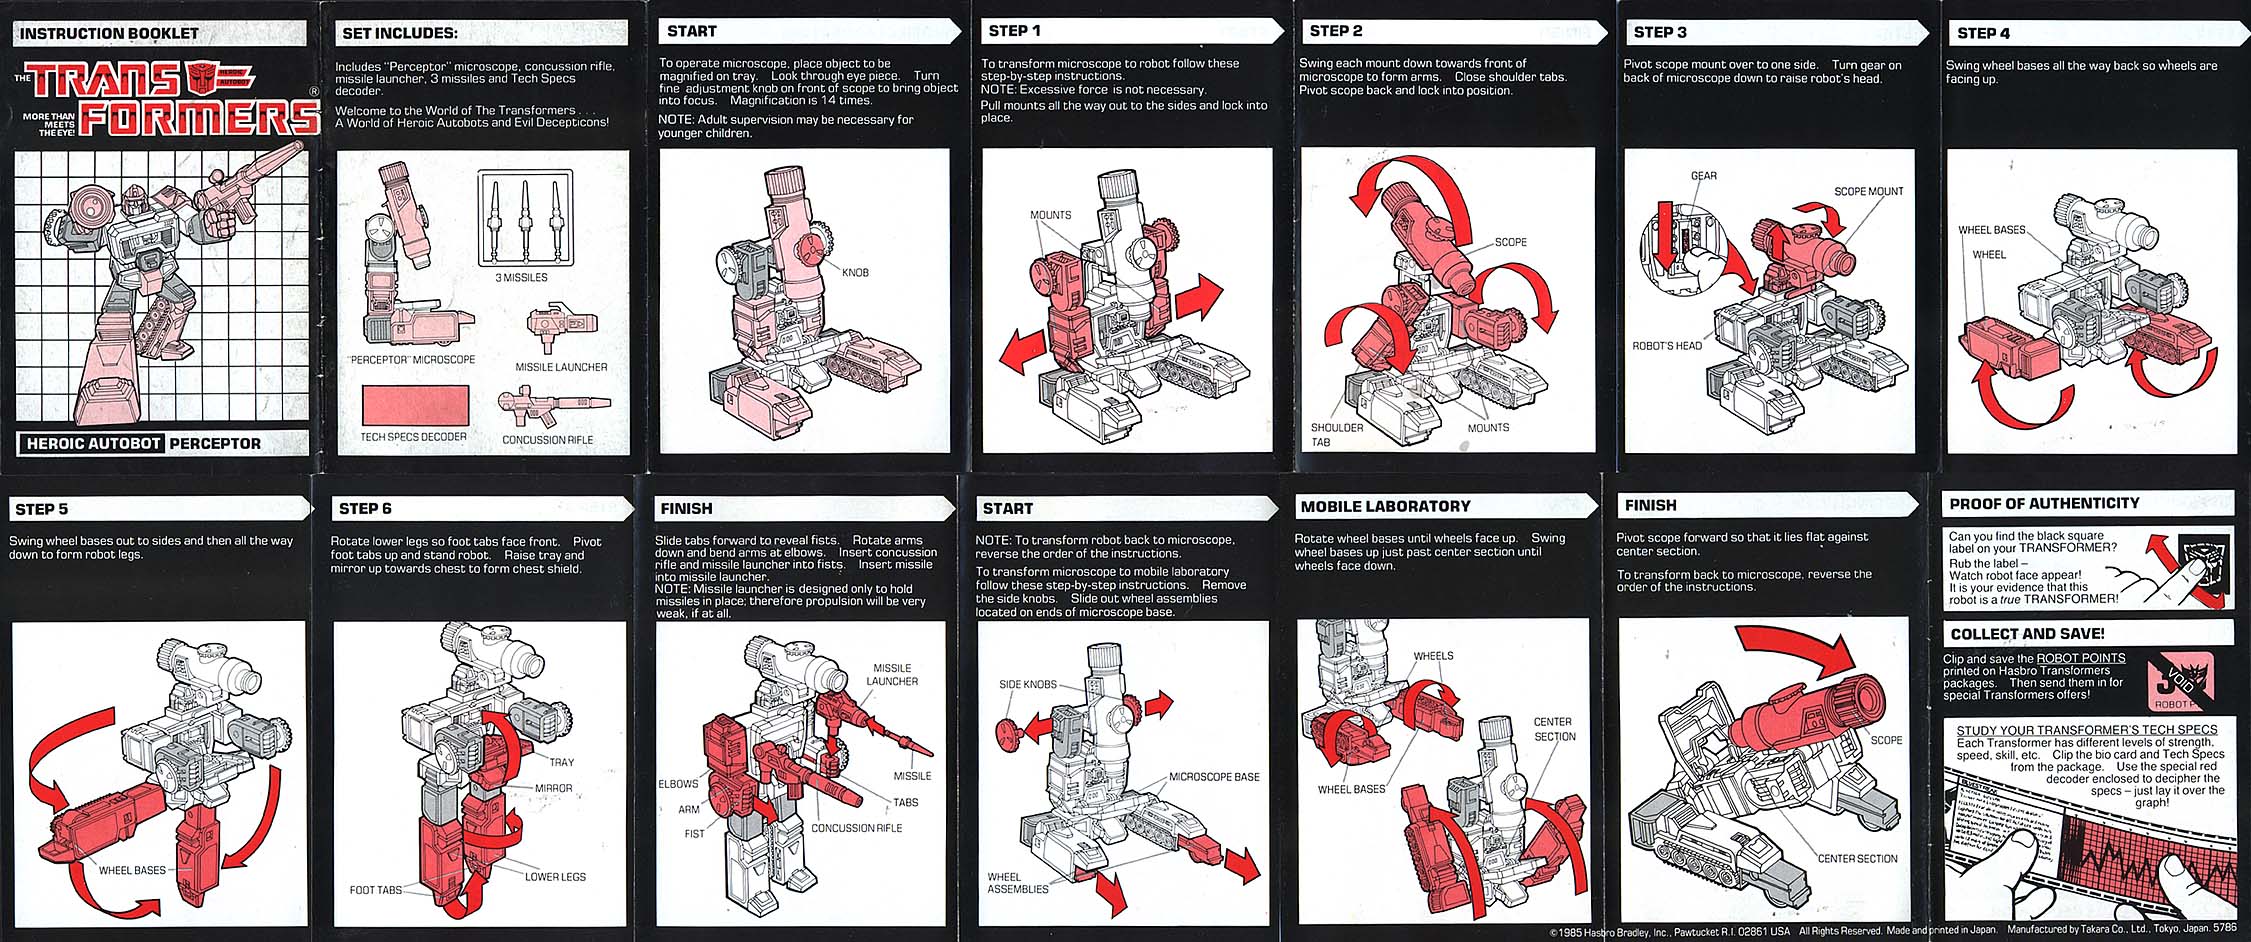 INSTRUCTION BOOKLET
THE TRANSFORMERS ®
HEROIC
AUTOBOT
MORE THAN
MEETS
THE EYE!
HEROIC AUTOBOT PERCEPTOR
SET INCLUDES:
Includes "Perceptor" microscope, concussion rifle,
missile launcher, 3 missiles and Tech Specs
decoder.
Welcome to the World of The Transformers . . .
A World of Heroic Autobots and Evil Decepticons!
3 MISSILES
"PERCEPTOR" MICROSCOPE
MISSILE LAUNCHER
TECH SPECS DECODER
CONCUSSION RIFLE
START
To operate microscope, place object to be
magnified on tray. Look through eye piece. Turn
fine adjustment knob on front of scope to bring object
into focus. Magnification is 14 times.
NOTE: Adult supervision may be necessary for
younger children.
KNOB
STEP 1
To transform microscope to robot follow these
step-by-step instructions.
NOTE: Excessive force is not necessary.
Pull mounts all the way out to the sides and lock into
place.
MOUNTS
STEP 2
Swing each mount down towards front of
microscope to form arms. Close shoulder tabs.
Pivot scope back and lock into position.
SCOPE
SHOULDER
TAB
MOUNTS
STEP 3
Pivot scope mount over to one side. Turn gear on
back of microscope down to raise robot's head.
GEAR
SCOPE MOUNT
ROBOT'S HEAD
STEP 4
Swing wheel bases all the way back so wheels are
facing up.
WHEEL BASES
WHEEL
STEP 5
Swing wheel bases out to sides and then all the way
down to form robot legs.
WHEEL BASES
STEP 6
Rotate lower legs so foot tabs face front. Pivot
foot tabs up and stand robot. Raise tray and
mirror up towards chest to form chest shield.
TRAY
MIRROR
LOWER LEGS
FOOT TABS
FINISH
Slide tabs forward to reveal fists. Rotate arms
down and bend arms at elbows. Insert concussion
rifle and missile launcher into fists. Insert missile
into missile launcher.
NOTE: Missile launcher is designed only to hold
missiles in place; therefore propulsion will be very
weak, if at all.
MISSILE
LAUNCHER
MISSILE
ELBOWS
TABS
ARM
CONCUSSION RIFLE
FIST
START
NOTE: To transform robot back to microscope,
reverse the order of the instructions.
To transform microscope to mobile laboratory
follow these step-by-step instructions. Remove
the side knobs. Slide out wheel assemblies
located on ends of microscope base.
SIDE KNOBS
MICROSCOPE BASE
WHEEL
ASSEMBLIES
MOBILE LABORATORY
Rotate wheel bases until wheels face up. Swing
wheel bases up just past center section until
wheels face down.
WHEELS
WHEEL BASES
CENTER
SECTION
FINISH
Pivot scope forward so that it lies flat against
center section.
To transform back to microscope, reverse the
order of the instructions.
SCOPE
CENTER SECTION
PROOF OF AUTHENTICITY
Can you find the black square
label on your TRANSFORMER?
Rub the label –
Watch robot face appear!
It is your evidence that this
robot is a true TRANSFORMER!
COLLECT AND SAVE!
Clip and save the ROBOT POINTS
printed on Hasbro Transformers
packages. Then send them in for
special Transformers offers!
VOID
ROBOT P
STUDY YOUR TRANSFORMER'S TECH SPECS
Each Transformer has different levels of strength,
speed, skill, etc. Clip the bio card and Tech Specs
from the package. Use the special red
decoder enclosed to decipher the
specs – just lay it over the
graph!
©1985 Hasbro Bradley, Inc., Pawtucket R.I. 02861 USA All Rights Reserved. Made and printed in Japan. Manufactured by Takara Co., Ltd., Tokyo, Japan. 5786